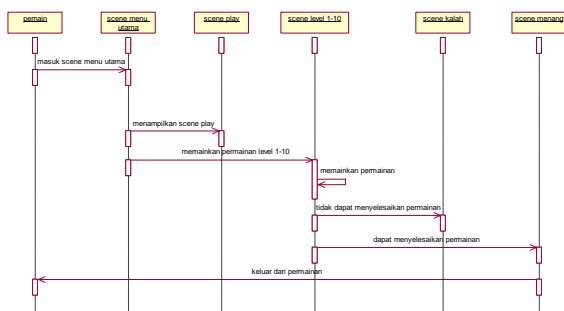 pemain
scene menu
utama
scene play
scene level 1-10
scene kalah
scene menang
masuk scene menu utama
menampilkan scene play
memainkan permainan level 1-10
memainkan permainan
tidak dapat menyelesaikan permainan
dapat menyelesaikan permainan
keluar dari permainan